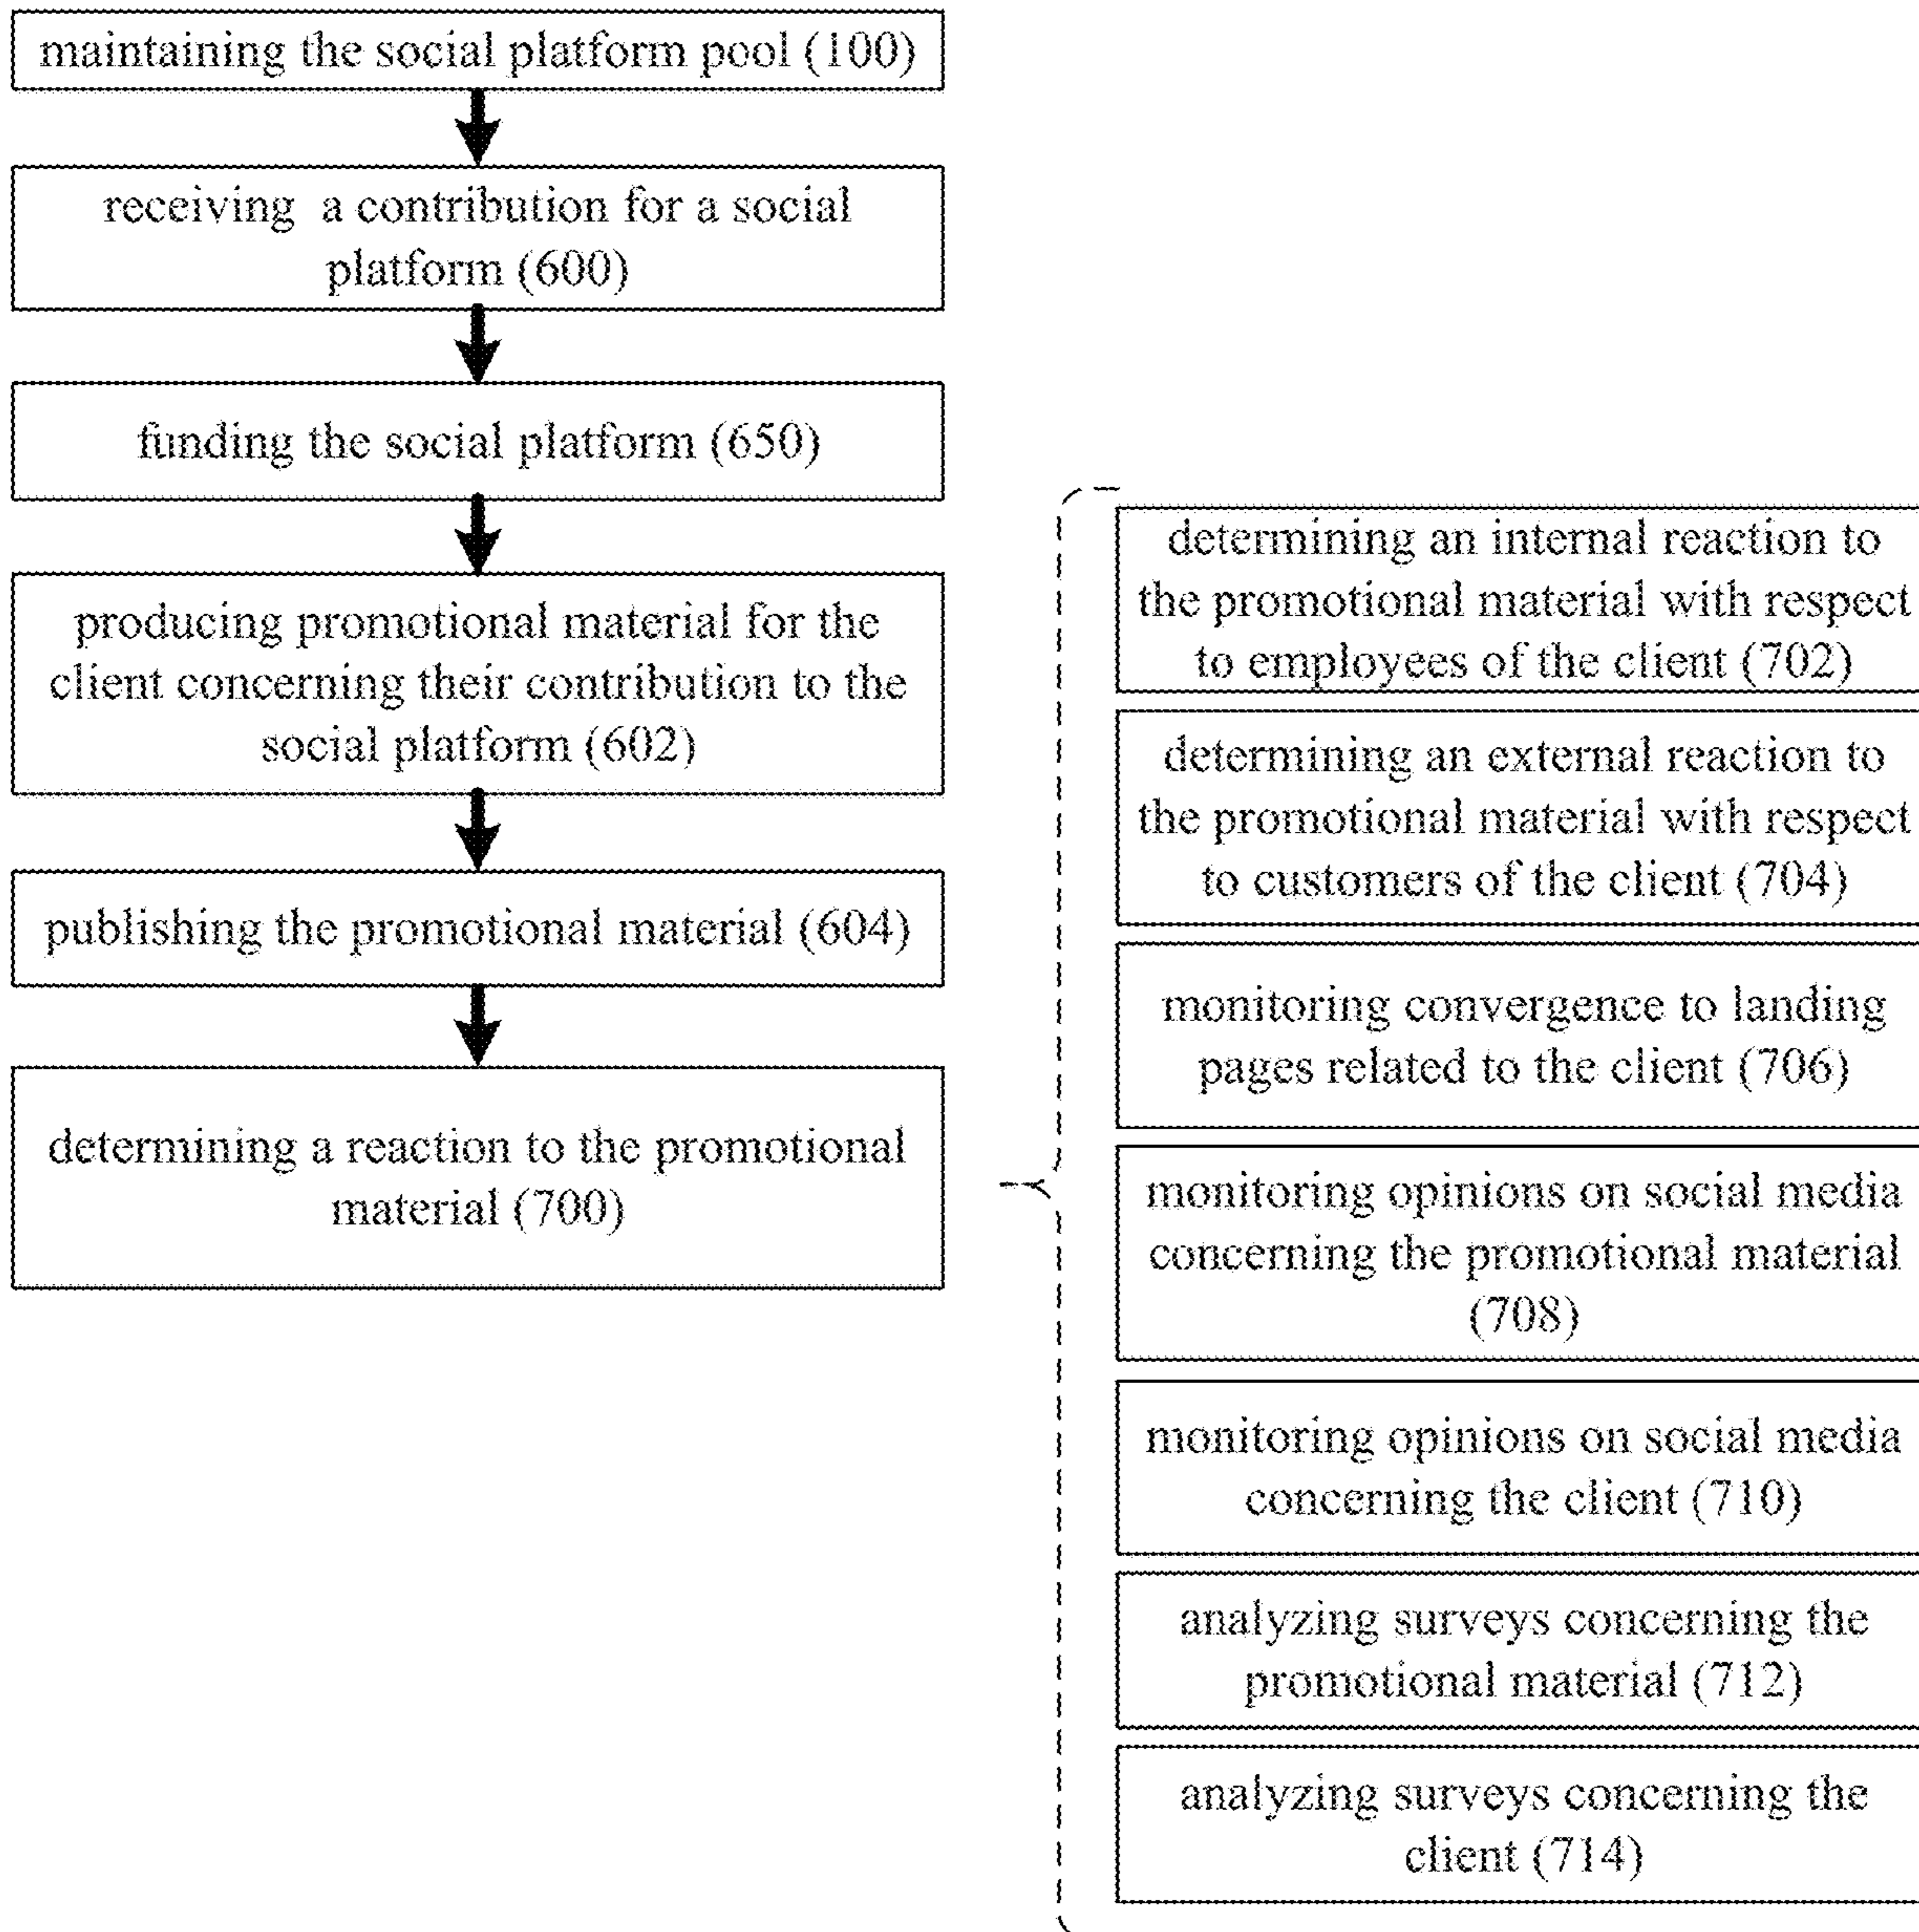 maintaining the social platform pool (100)
receiving a contribution for a social
platform (600)
funding the social platform (650)
producing promotional material for the
client concerning their contribution to the
social platform (602)
publishing the promotional material (604)
determining a reaction to the promotional
material (700)
determining an internal reaction to
the promotional material with respect
to employees of the client (702)
determining an external reaction to
the promotional material with respect
to customers of the client (704)
monitoring convergence to landing
pages related to the client (706)
monitoring opinions on social media
concerning the promotional material
(708)
monitoring opinions on social media
concerning the client (710)
analyzing surveys concerning the
promotional material (712)
analyzing surveys concerning the
client (714)